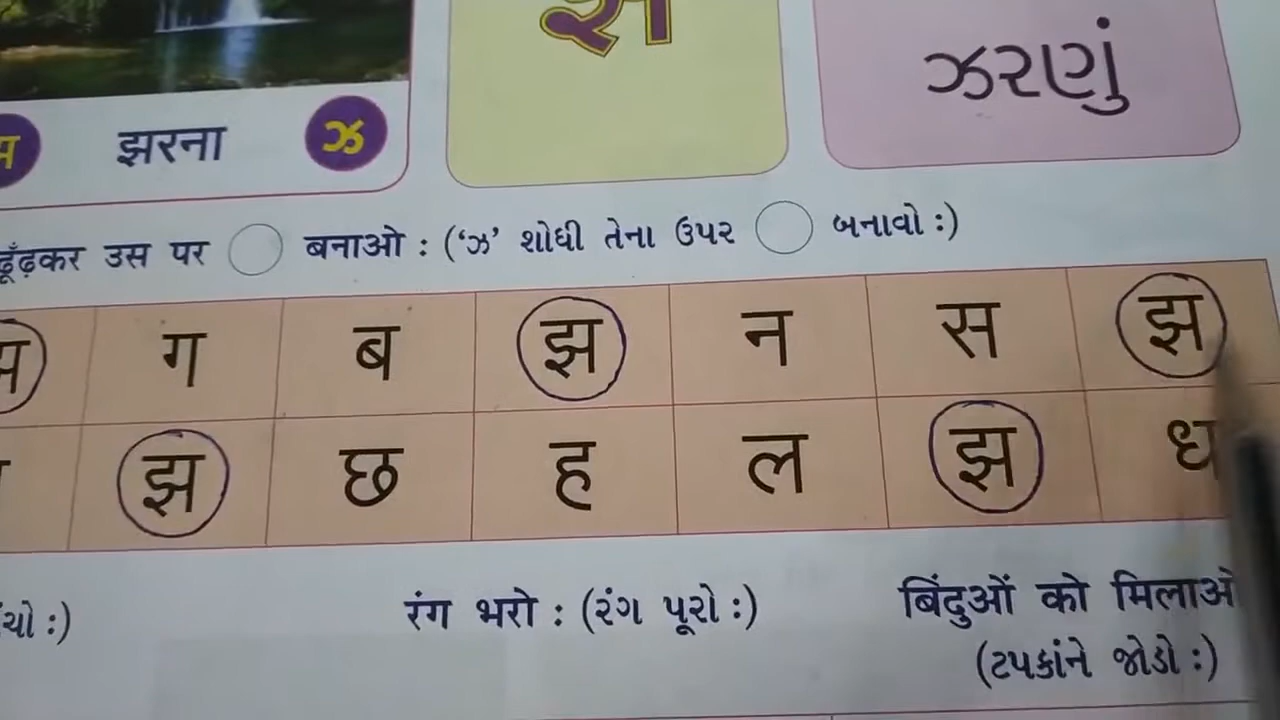 ઝરણું
झरना ઝ
ढूँढ़कर उस पर बनाओ : ('ઝ' શોધી તેના ઉપર બનાવો :)
ग ब झ न स झ
झ छ ह ल झ ध
रंग भरो : (રંગ પૂરો :)
बिंदुओं को मिलाओ
(ટપકાંને જોડો :)